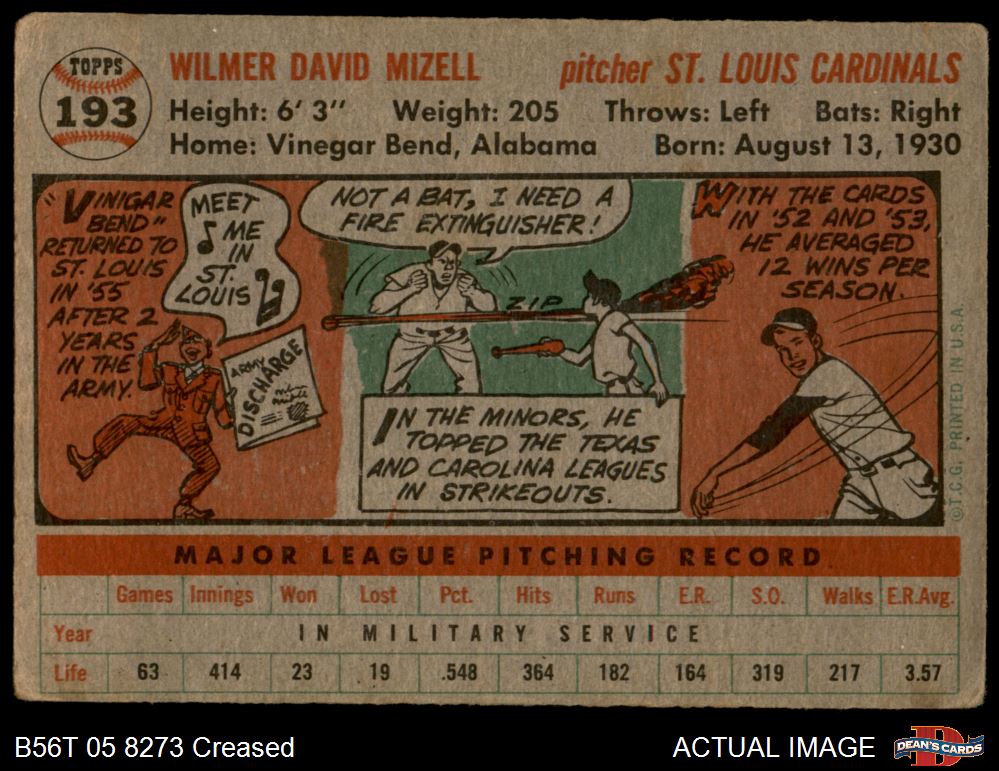 TOPPS
193
WILMER DAVID MIZELL pitcher ST. LOUIS CARDINALS
Height: 6' 3" Weight: 205 Throws: Left Bats: Right
Home: Vinegar Bend, Alabama Born: August 13, 1930
"VINIGAR
BEND"
RETURNED TO
ST. LOUIS
IN '55
AFTER 2
YEARS
IN THE
ARMY.
MEET
ME
IN
ST.
LOUIS
ARMY
DISCHARGE
NOT A BAT, I NEED A
FIRE EXTINGUISHER!
ZIP
IN THE MINORS, HE
TOPPED THE TEXAS
AND CAROLINA LEAGUES
IN STRIKEOUTS.
WITH THE CARDS
IN '52 AND '53,
HE AVERAGED
12 WINS PER
SEASON.
©T.C.G. PRINTED IN U.S.A.
MAJOR LEAGUE PITCHING RECORD
Games Innings Won Lost Pct. Hits Runs E.R. S.O. Walks E.R.Avg.
Year IN MILITARY SERVICE
Life 63 414 23 19 .548 364 182 164 319 217 3.57
B56T 05 8273 Creased ACTUAL IMAGE
D
DEAN'S CARDS